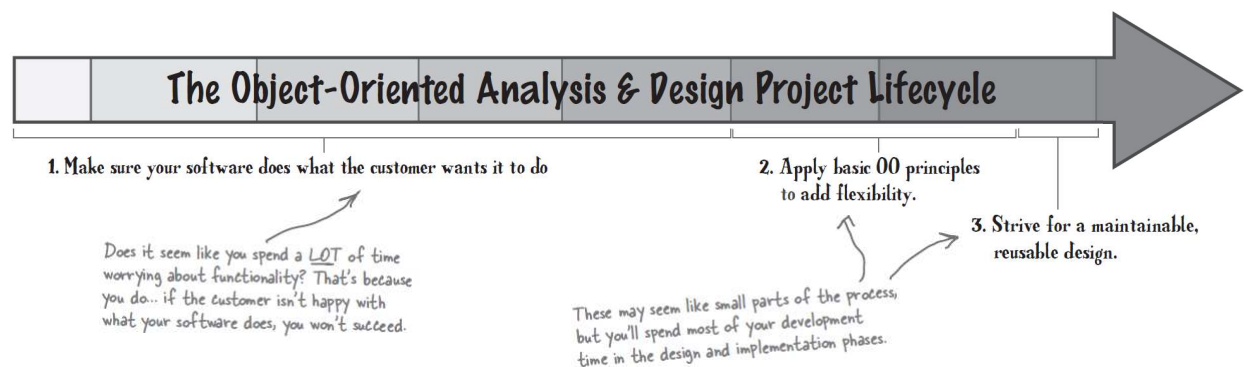 The Object-Oriented Analysis & Design Project Lifecycle
1. Make sure your software does what the customer wants it to do
2. Apply basic OO principles
to add flexibility.
3. Strive for a maintainable,
reusable design.
Does it seem like you spend a LOT of time
worrying about functionality? That's because
you do... if the customer isn't happy with
what your software does, you won't succeed.
These may seem like small parts of the process,
but you'll spend most of your development
time in the design and implementation phases.